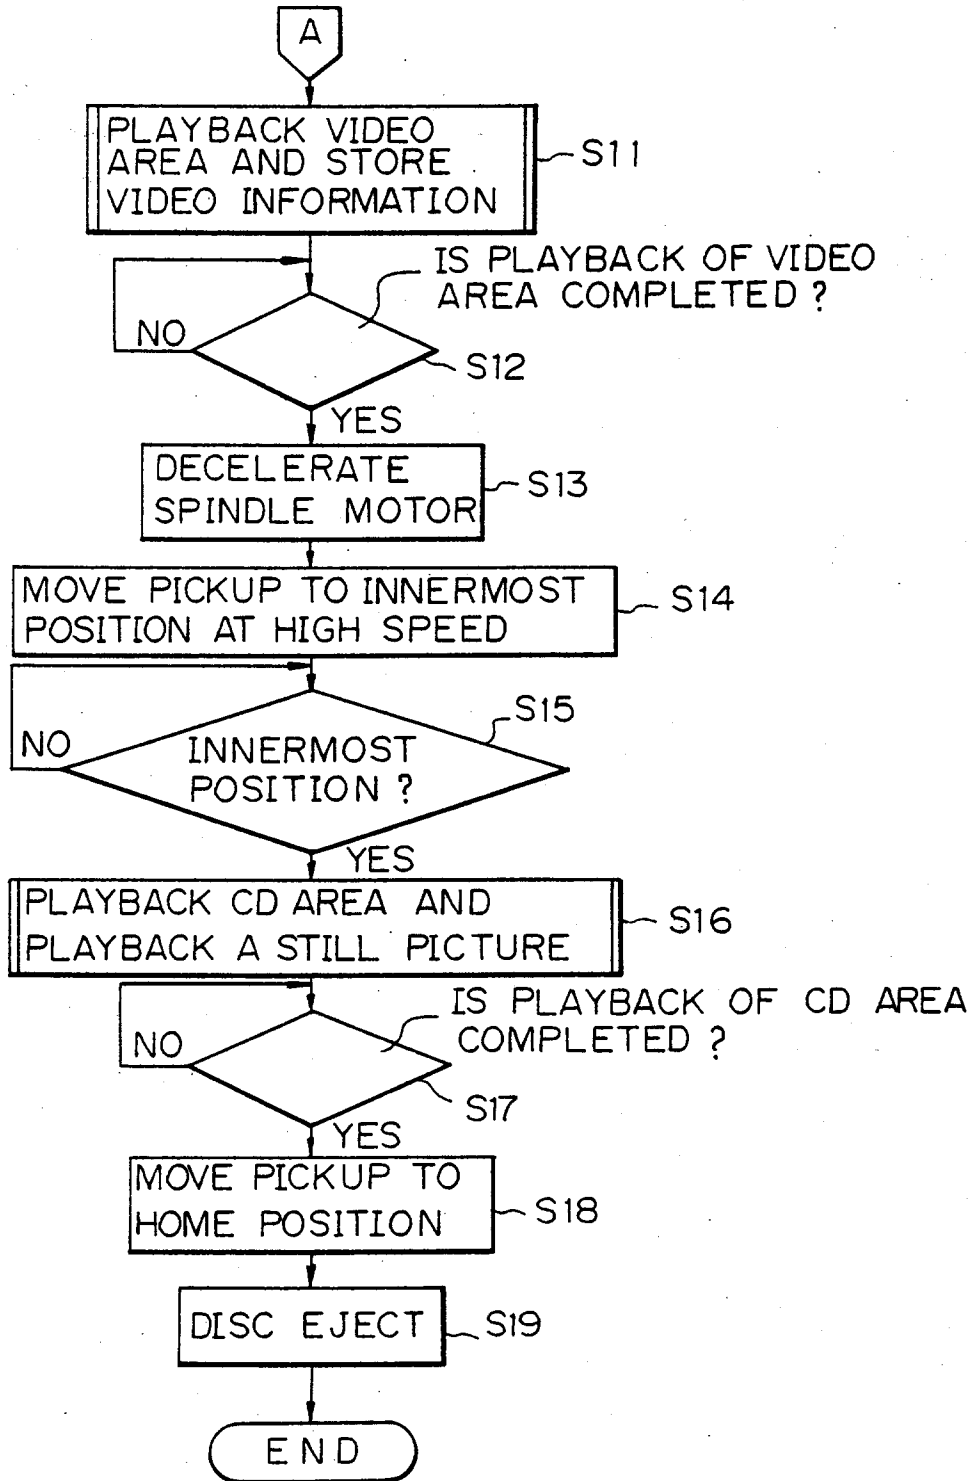 A
PLAYBACK VIDEO
AREA AND STORE
VIDEO INFORMATION
S11
IS PLAYBACK OF VIDEO
AREA COMPLETED?
NO
S12
YES
DECELERATE
SPINDLE MOTOR
S13
MOVE PICKUP TO INNERMOST
POSITION AT HIGH SPEED
S14
S15
NO
INNERMOST
POSITION?
YES
PLAYBACK CD AREA AND
PLAYBACK A STILL PICTURE
S16
IS PLAYBACK OF CD AREA
COMPLETED?
NO
S17
YES
MOVE PICKUP TO
HOME POSITION
S18
DISC EJECT
S19
END